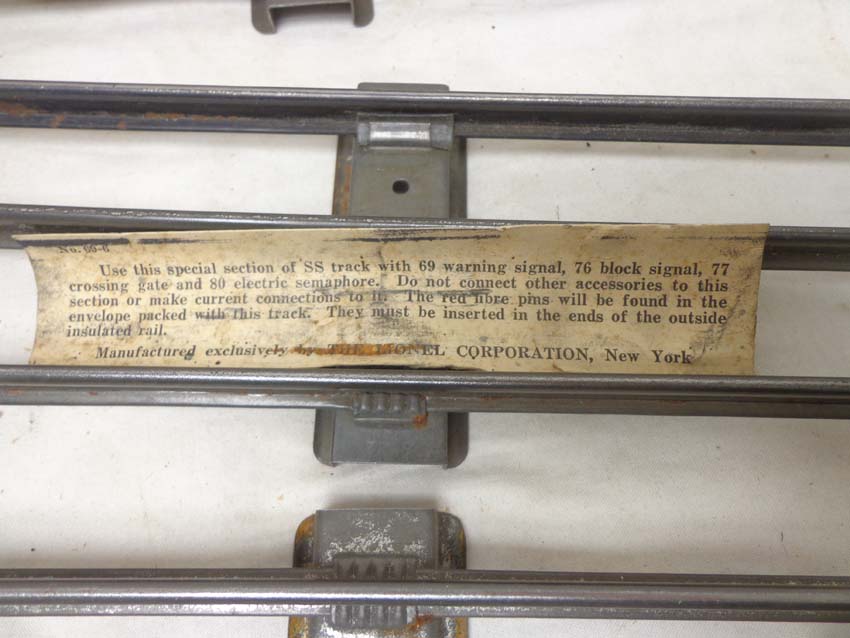 No. 69-6
Use this special section of SS track with 69 warning signal, 76 block signal, 77
crossing gate and 80 electric semaphore. Do not connect other accessories to this
section or make current connections to it. The red fibre pins will be found in the
envelope packed with this track. They must be inserted in the ends of the outside
insulated rail.
Manufactured exclusively by THE LIONEL CORPORATION, New York